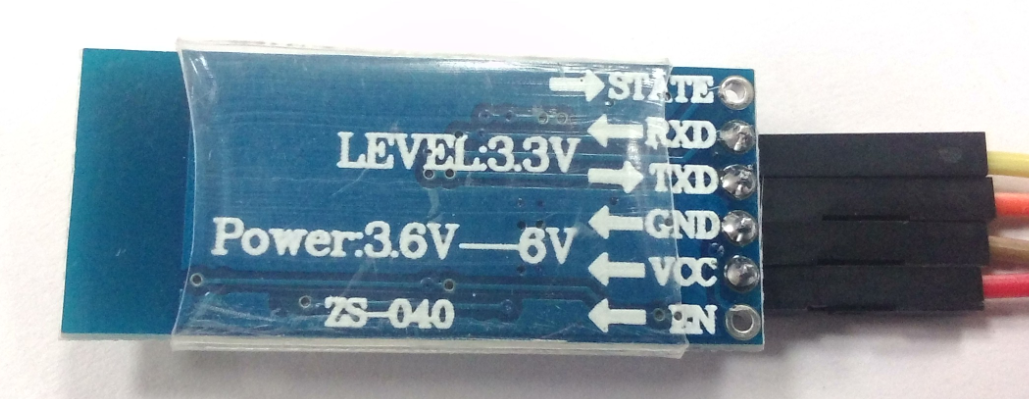 STATE
RXD
LEVEL:3.3V
TXD
GND
Power:3.6V—6V
VCC
ZS-040
EN